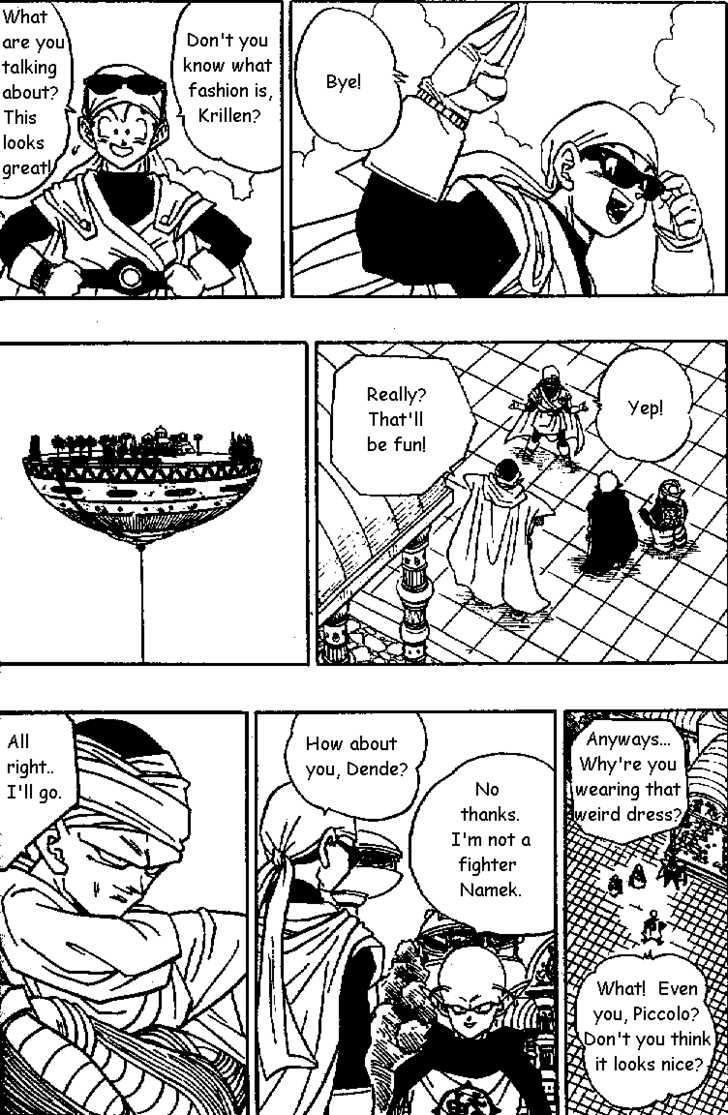 What
are you
talking
about?
This
looks
great!
Don't you
know what
fashion is,
Krillen?
Bye!
Really?
That'll
be fun!
Yep!
All
right..
I'll go.
How about
you, Dende?
No
thanks.
I'm not a
fighter
Namek.
Anyways...
Why're you
wearing that
weird dress?
What! Even
you, Piccolo?
Don't you think
it looks nice?